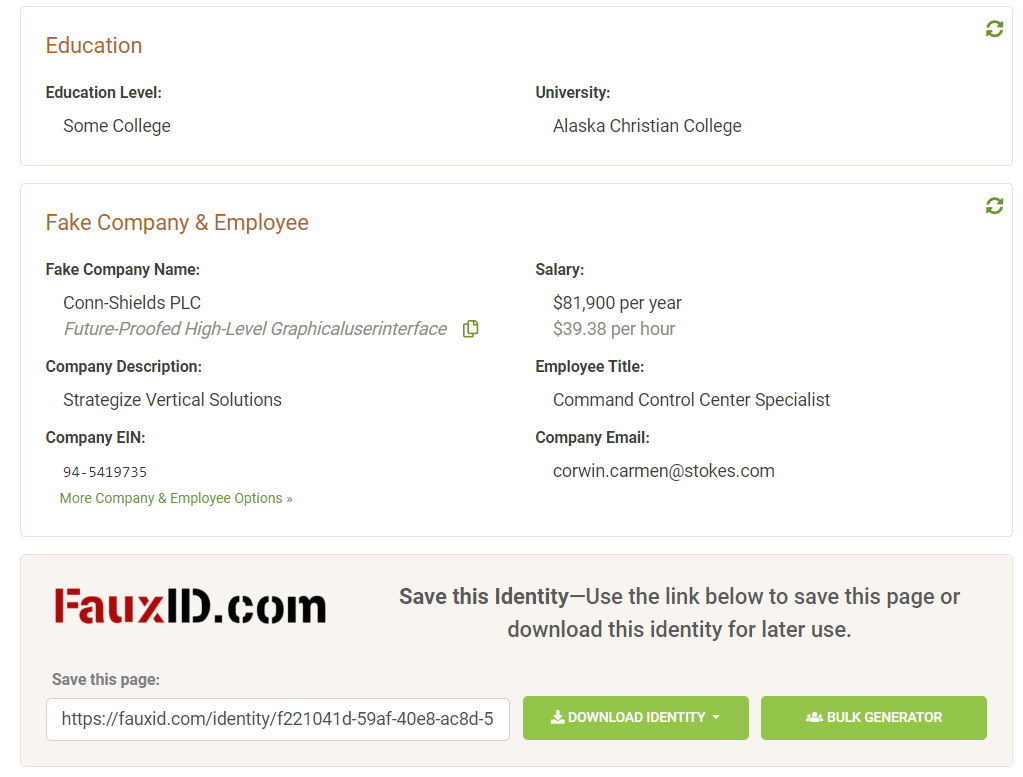 Education
Education Level:
Some College
University:
Alaska Christian College
Fake Company & Employee
Fake Company Name:
Conn-Shields PLC
Future-Proofed High-Level Graphicaluserinterface
Salary:
$81,900 per year
$39.38 per hour
Company Description:
Strategize Vertical Solutions
Employee Title:
Command Control Center Specialist
Company EIN:
94-5419735
More Company & Employee Options »
Company Email:
corwin.carmen@stokes.com
FauxID.com
Save this Identity—Use the link below to save this page or
download this identity for later use.
Save this page:
https://fauxid.com/identity/f221041d-59af-40e8-ac8d-5
DOWNLOAD IDENTITY
BULK GENERATOR